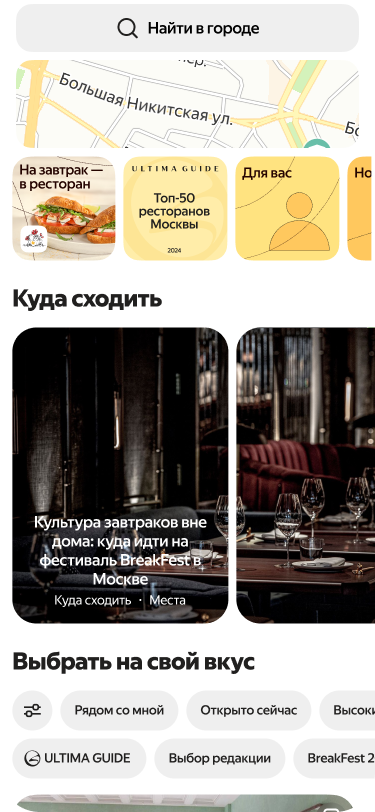 Найти в городе
пер.
Большая Никитская ул.
Бо
На завтрак —
в ресторан
ULTIMA GUIDE
Топ-50
ресторанов
Москвы
2024
Для вас
Но
Куда сходить
Культура завтраков вне
дома: куда идти на
фестиваль BreakFest в
Москве
Куда сходить · Места
Выбрать на свой вкус
Рядом со мной
Открыто сейчас
Высоки
ULTIMA GUIDE
Выбор редакции
BreakFest 2